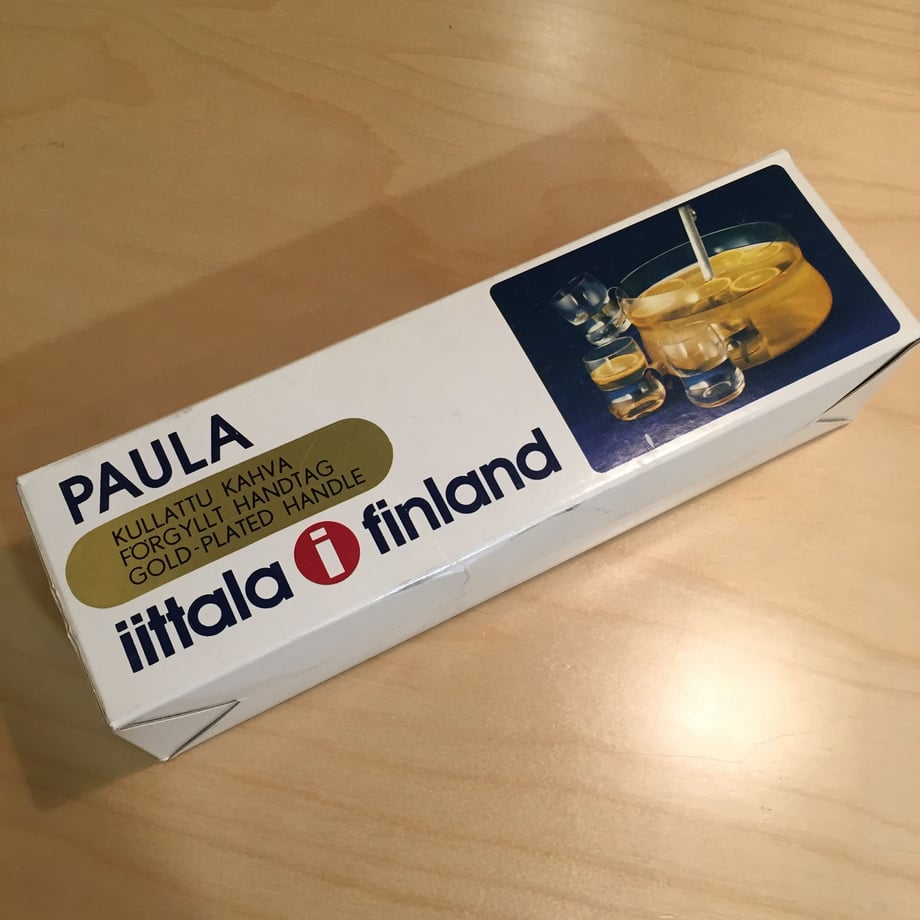 PAULA
KULLATTU KAHVA
FÖRGYLLT HANDTAG
GOLD-PLATED HANDLE
iittala i finland